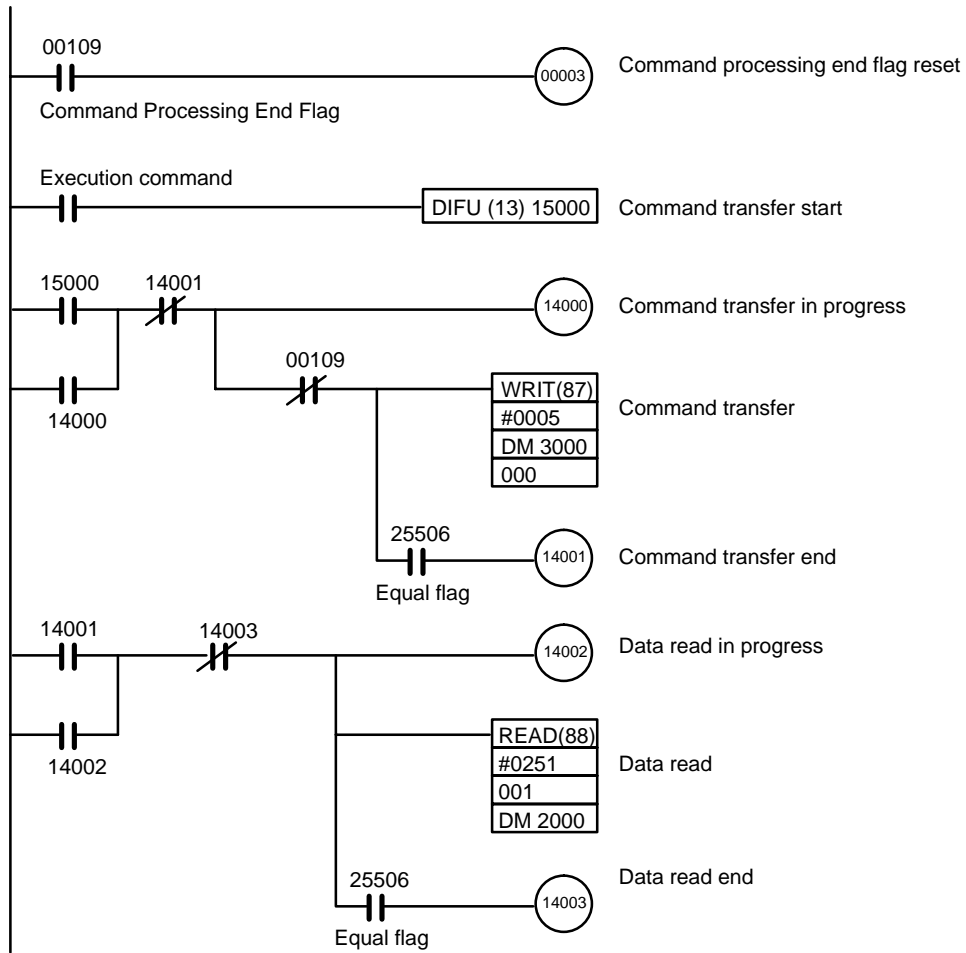 00109
00003
Command processing end flag reset
Command Processing End Flag
Execution command
DIFU (13) 15000
Command transfer start
15000
14001
14000
Command transfer in progress
14000
00109
WRIT(87)
#0005
DM 3000
000
Command transfer
25506
14001
Command transfer end
Equal flag
14001
14003
14002
Data read in progress
14002
READ(88)
#0251
001
DM 2000
Data read
25506
14003
Data read end
Equal flag